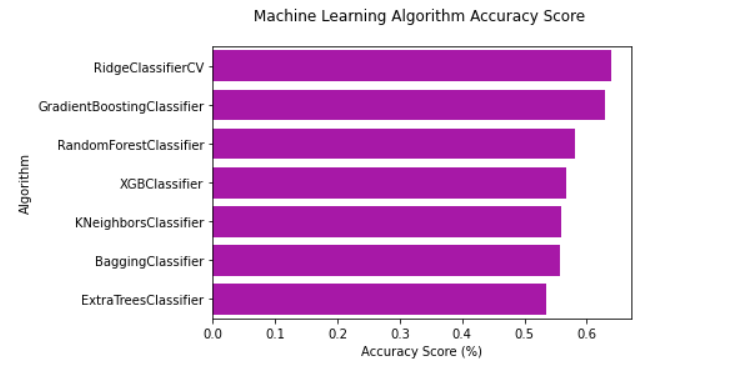 Machine Learning Algorithm Accuracy Score
RidgeClassifierCV
GradientBoostingClassifier
RandomForestClassifier
XGBClassifier
KNeighborsClassifier
BaggingClassifier
ExtraTreesClassifier
Algorithm
0.0 0.1 0.2 0.3 0.4 0.5 0.6
Accuracy Score (%)